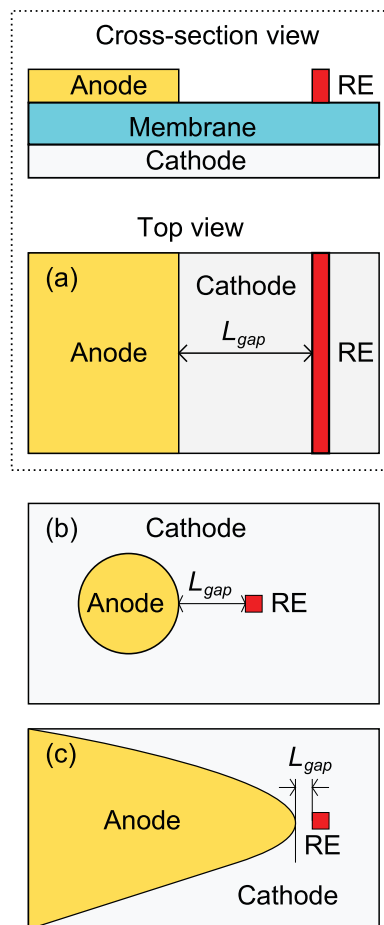 Cross-section view
Anode
RE
Membrane
Cathode
Top view
(a)
Cathode
Anode
L_gap
RE
(b)
Cathode
Anode
L_gap
RE
(c)
L_gap
Anode
RE
Cathode